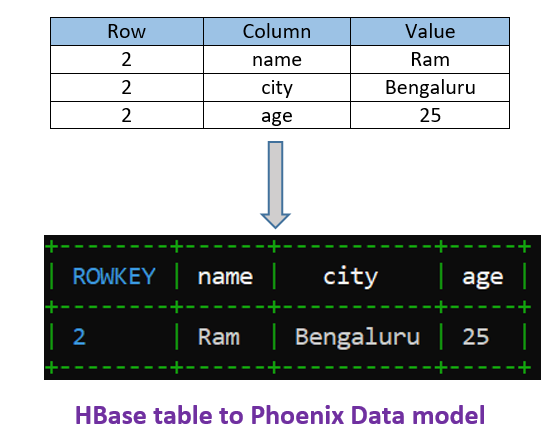 Row Column Value
2 name Ram
2 city Bengaluru
2 age 25
ROWKEY name city age
2 Ram Bengaluru 25
HBase table to Phoenix Data model